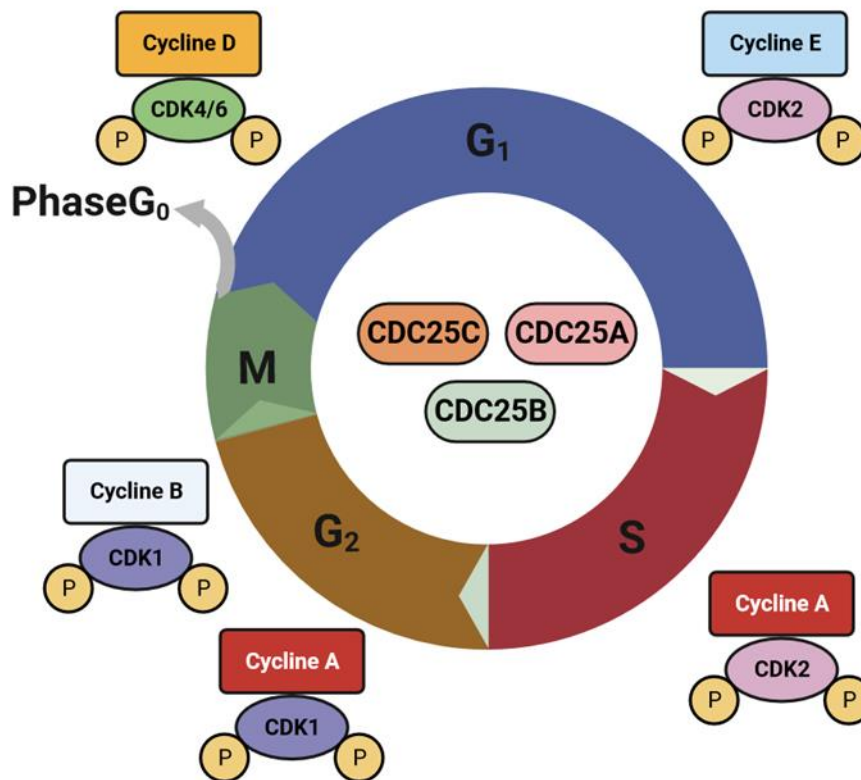 Cycline D
CDK4/6
P
P
Cycline E
CDK2
P
P
G₁
PhaseG₀
CDC25C
CDC25A
CDC25B
M
G₂
S
Cycline B
CDK1
P
P
Cycline A
CDK1
P
P
Cycline A
CDK2
P
P